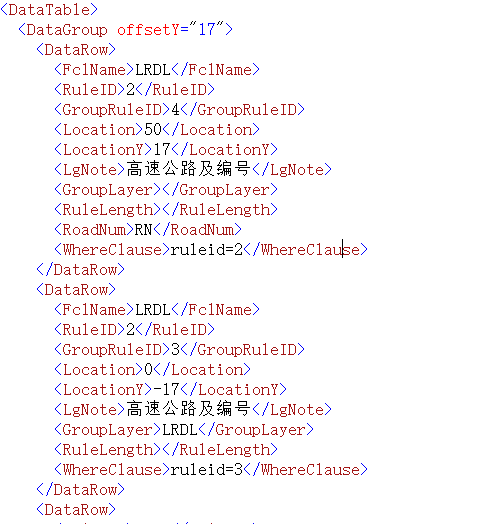 <DataTable>
<DataGroup offsetY="17">
<DataRow>
<FclName>LRDL</FclName>
<RuleID>2</RuleID>
<GroupRuleID>4</GroupRuleID>
<Location>50</Location>
<LocationY>17</LocationY>
<LgNote>高速公路及编号</LgNote>
<GroupLayer></GroupLayer>
<RuleLength></RuleLength>
<RoadNum>RN</RoadNum>
<WhereClause>ruleid=2</WhereClause>
</DataRow>
<DataRow>
<FclName>LRDL</FclName>
<RuleID>2</RuleID>
<GroupRuleID>3</GroupRuleID>
<Location>0</Location>
<LocationY>-17</LocationY>
<LgNote>高速公路及编号</LgNote>
<GroupLayer>LRDL</GroupLayer>
<RuleLength></RuleLength>
<WhereClause>ruleid=3</WhereClause>
</DataRow>
<DataRow>